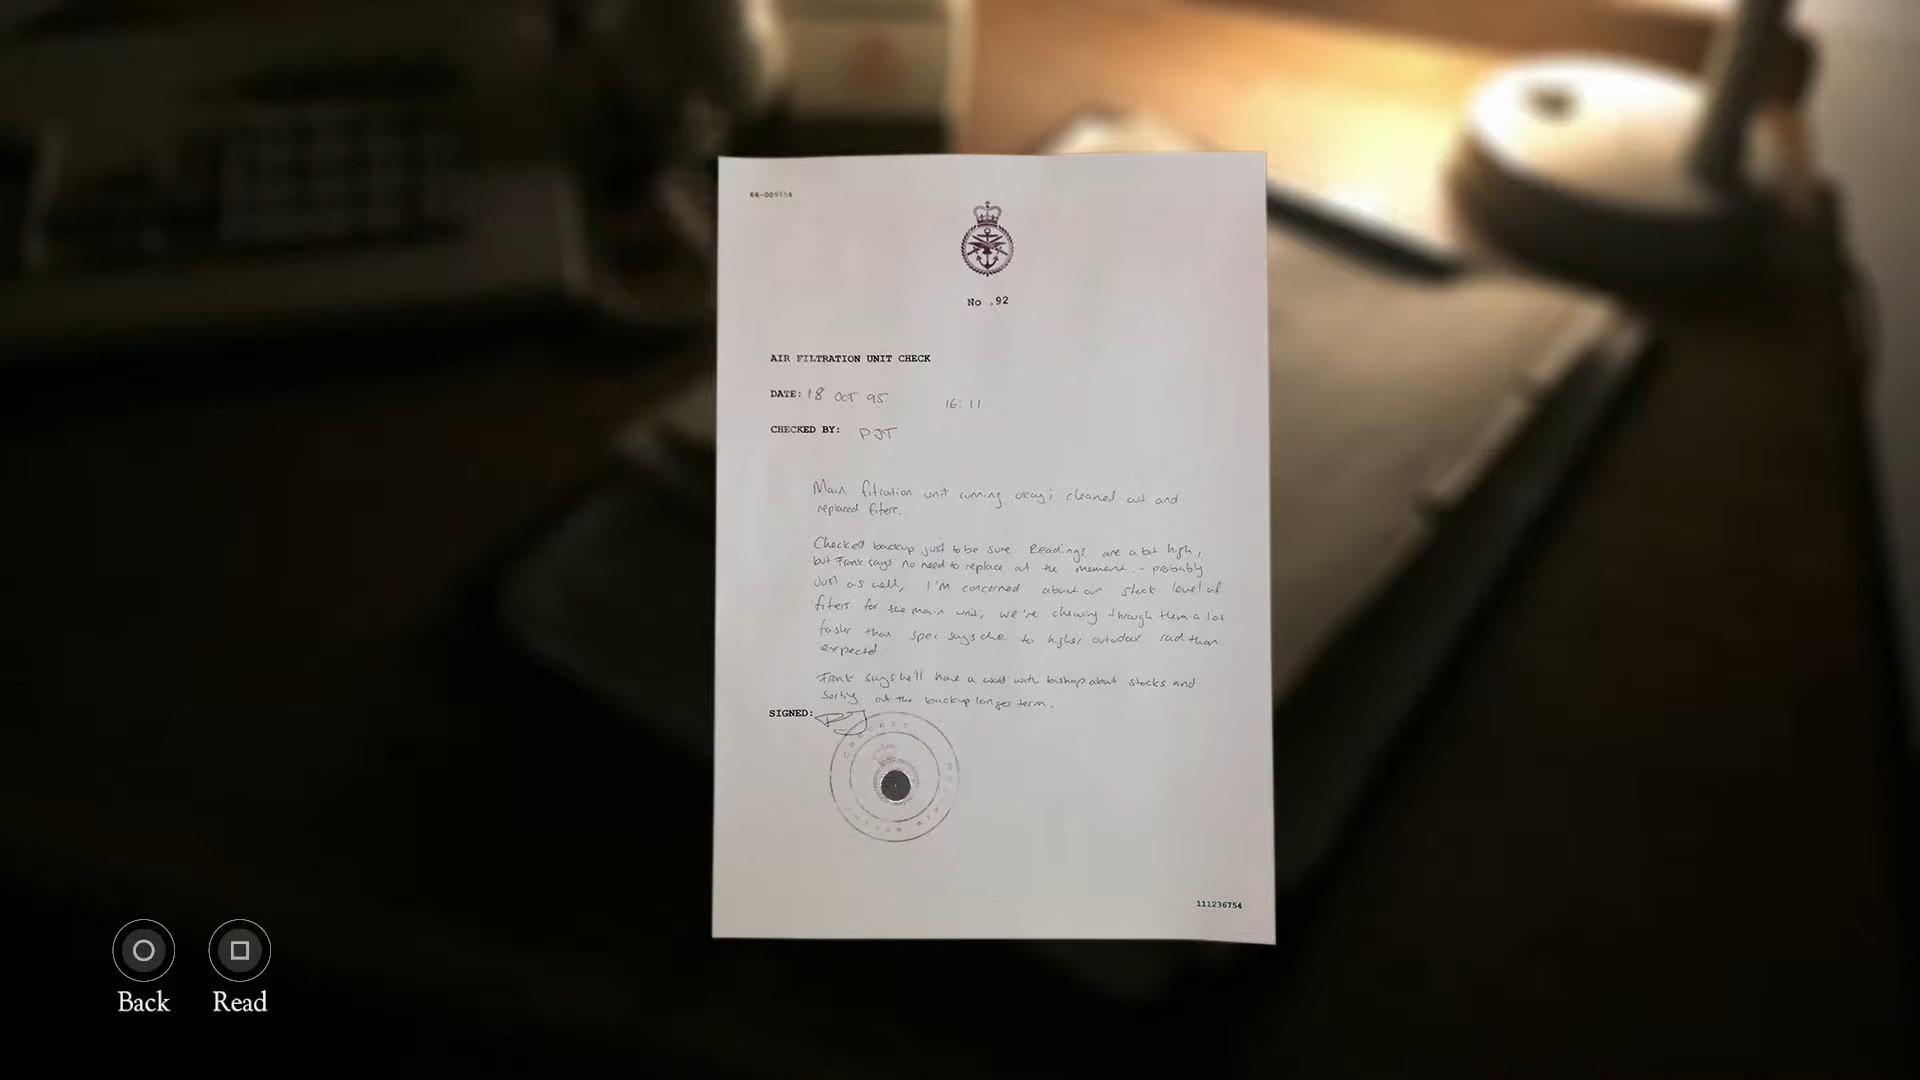 66-009754
No .92
AIR FILTRATION UNIT CHECK
DATE: 18 OCT 95 16:11
CHECKED BY: PJT
Main fitration unit running okay; cleaned out and
replaced filters.
Checked backup just to be sure. Readings are a bit high,
but Frank says no need to replace at the moment. - probably
Just as well, I'm concerned about our stock level of
filters for the main unit, we're chewing through them a lot
faster than spec says due to higher outdoor rad than
expected
Frank says he'll have a word with bishop about stocks and
sorting out the backup longer term.
SIGNED: PJ
CHECKED
111236754
Back Read